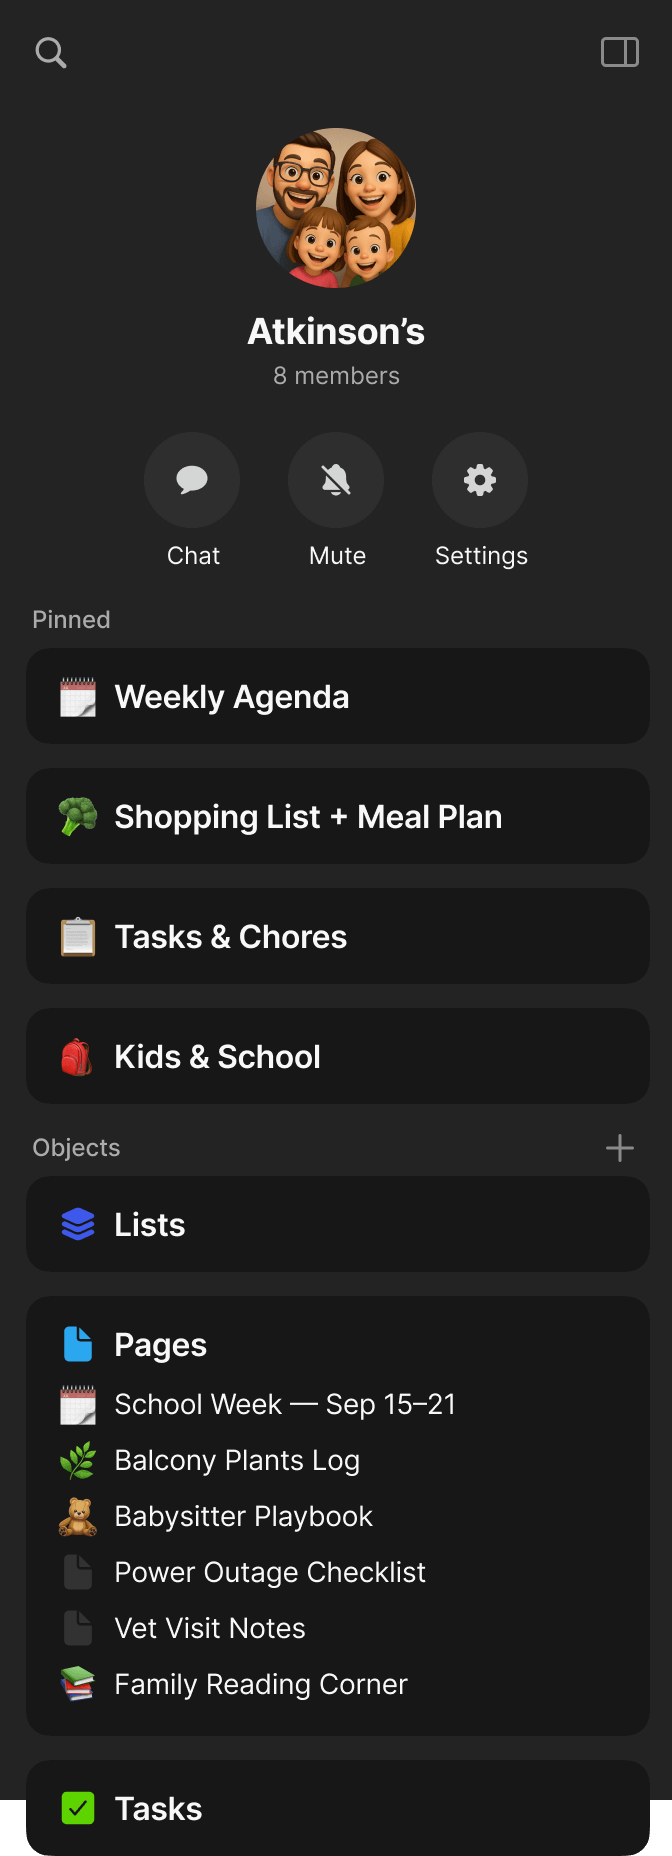 Atkinson’s
8 members
Chat
Mute
Settings
Pinned
Weekly Agenda
Shopping List + Meal Plan
Tasks & Chores
Kids & School
Objects
Lists
Pages
School Week — Sep 15–21
Balcony Plants Log
Babysitter Playbook
Power Outage Checklist
Vet Visit Notes
Family Reading Corner
Tasks